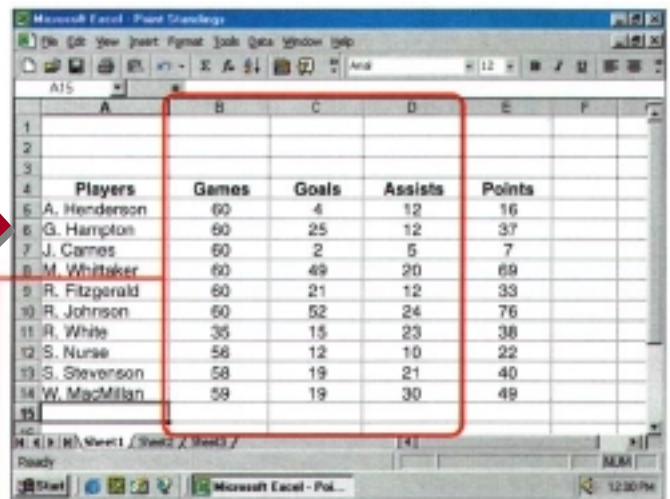 Microsoft Excel - Point Standings
File Edit View Insert Format Tools Data Window Help
Arial 12 B I U
A15
A B C D E F
1
2
3
4 Players Games Goals Assists Points
5 A. Henderson 60 4 12 16
6 G. Hampton 60 25 12 37
7 J. Carnes 60 2 5 7
8 M. Whittaker 60 49 20 69
9 R. Fitzgerald 60 21 12 33
10 R. Johnson 60 52 24 76
11 R. White 35 15 23 38
12 S. Nurse 56 12 10 22
13 S. Stevenson 58 19 21 40
14 W. MacMillan 59 19 30 49
15
Sheet1 Sheet2 Sheet3
Ready NUM
Start Microsoft Excel - Poi... 12:30 PM